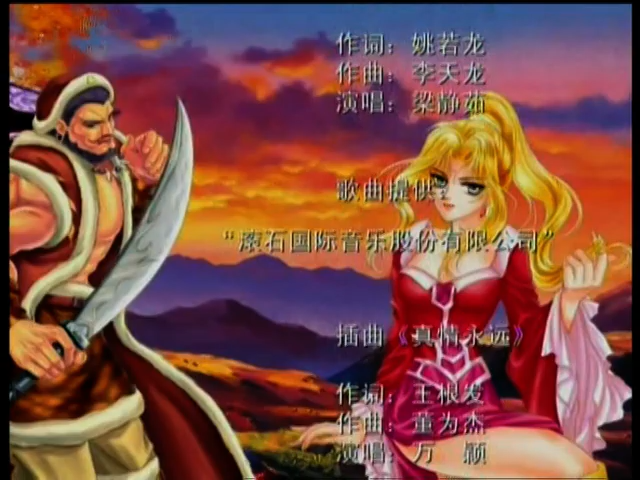 作词：姚若龙
作曲：李天龙
演唱：梁静茹
歌曲提供：
“滚石国际音乐股份有限公司”
插曲《真情永远》
作词：王根发
作曲：董为杰
演唱：万　颖